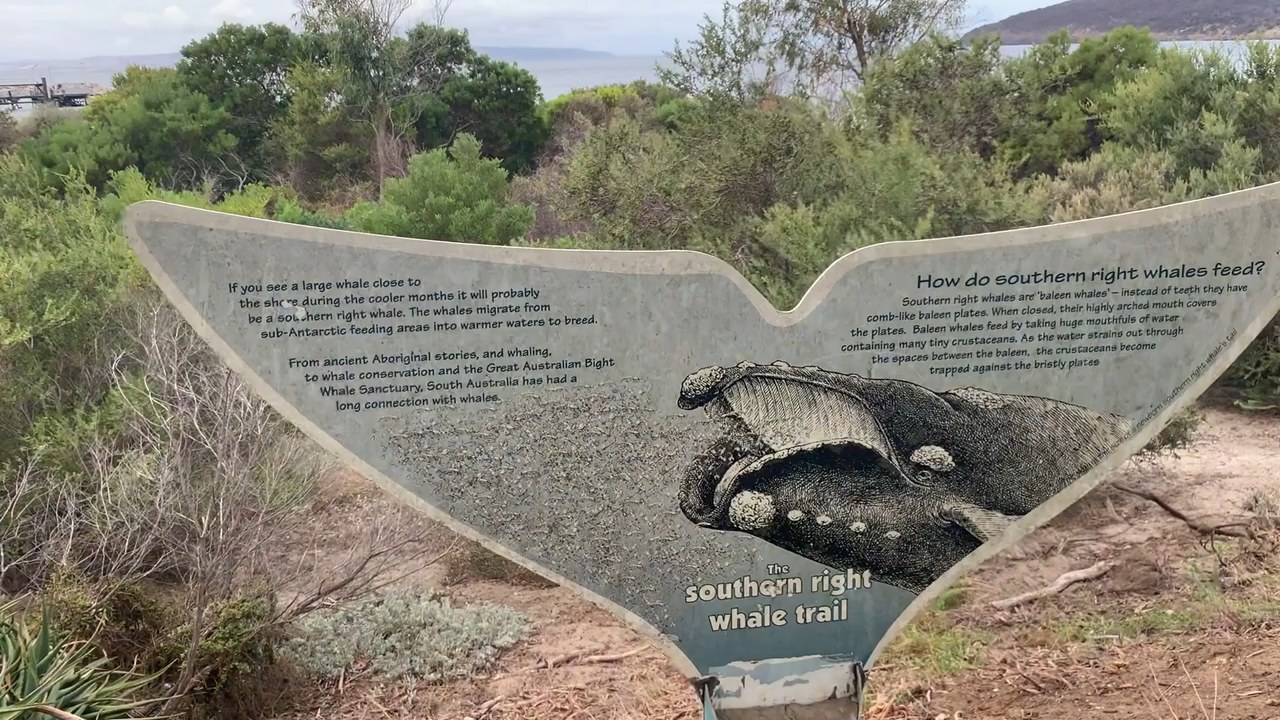 If you see a large whale close to
the shore during the cooler months it will probably
be a southern right whale. The whales migrate from
sub-Antarctic feeding areas into warmer waters to breed.
From ancient Aboriginal stories, and whaling,
to whale conservation and the Great Australian Bight
Whale Sanctuary, South Australia has had a
long connection with whales.
How do southern right whales feed?
Southern right whales are 'baleen whales' – instead of teeth they have
comb-like baleen plates. When closed, their highly arched mouth covers
the plates. Baleen whales feed by taking huge mouthfuls of water
containing many tiny crustaceans. As the water strains out through
the spaces between the baleen, the crustaceans become
trapped against the bristly plates
a newborn southern right whale's tail
The
southern right
whale trail